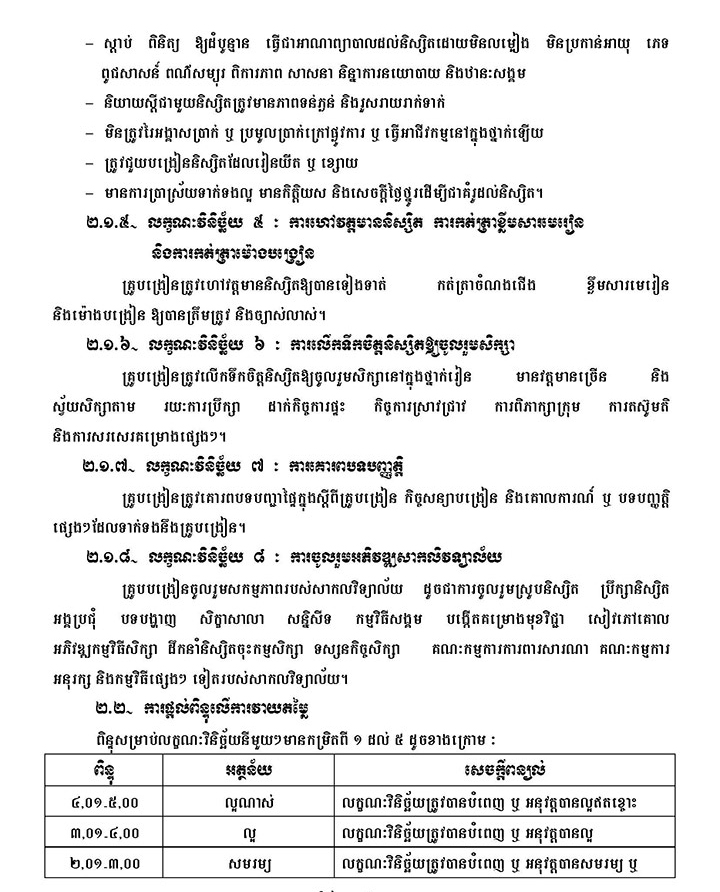 – ស្តាប់ ពិនិត្យ ឱ្យដំបូន្មាន ធ្វើជាអាណាព្យាបាលដល់និស្សិតដោយមិនលម្អៀង មិនប្រកាន់អាយុ ភេទ
ពូជសាសន៍ ពណ៌សម្បុរ ពិការភាព សាសនា និន្នាការនយោបាយ និងឋានៈសង្គម
– និយាយស្តីជាមួយនិស្សិតត្រូវមានភាពទន់ភ្លន់ និងរួសរាយរាក់ទាក់
– មិនត្រូវរៃអង្គាសប្រាក់ ឬ ប្រមូលប្រាក់ក្រៅផ្លូវការ ឬ ធ្វើអាជីវកម្មនៅក្នុងថ្នាក់ឡើយ
– ត្រូវជួយបង្រៀននិស្សិតដែលរៀនយឺត ឬ ខ្សោយ
– មានការប្រាស្រ័យទាក់ទងល្អ មានកិត្តិយស និងសេចក្តីថ្លៃថ្នូរដើម្បីជាគំរូដល់និស្សិត។
២.១.៥~ លក្ខណៈវិនិច្ឆ័យ ៥ : ការហៅវត្តមាននិស្សិត ការកត់ត្រាខ្លឹមសារមេរៀន
និងការកត់ត្រាម៉ោងបង្រៀន
គ្រូបង្រៀនត្រូវហៅវត្តមាននិស្សិតឱ្យបានទៀងទាត់ កត់ត្រាចំណងជើង ខ្លឹមសារមេរៀន
និងម៉ោងបង្រៀន ឱ្យបានត្រឹមត្រូវ និងច្បាស់លាស់។
២.១.៦~ លក្ខណៈវិនិច្ឆ័យ ៦ : ការលើកទឹកចិត្តនិស្សិតឱ្យចូលរួមសិក្សា
គ្រូបង្រៀនត្រូវលើកទឹកចិត្តនិស្សិតឱ្យចូលរួមសិក្សានៅក្នុងថ្នាក់រៀន មានវត្តមានច្រើន និង
ស្វ័យសិក្សាតាម រយៈការប្រឹក្សា ដាក់កិច្ចការផ្ទះ កិច្ចការស្រាវជ្រាវ ការពិភាក្សាក្រុម ការតស៊ូមតិ
និងការសរសេរគម្រោងផ្សេងៗ។
២.១.៧~ លក្ខណៈវិនិច្ឆ័យ ៧ : ការគោរពបទបញ្ញត្តិ
គ្រូបង្រៀនត្រូវគោរពបទបញ្ជាផ្ទៃក្នុងស្តីពីគ្រូបង្រៀន កិច្ចសន្យាបង្រៀន និងគោលការណ៍ ឬ បទបញ្ញត្តិ
ផ្សេងៗដែលទាក់ទងនឹងគ្រូបង្រៀន។
២.១.៨~ លក្ខណៈវិនិច្ឆ័យ ៨ : ការចូលរួមអភិវឌ្ឍសាកលវិទ្យាល័យ
គ្រូបបង្រៀនចូលរួមសកម្មភាពរបស់សាកលវិទ្យាល័យ ដូចជាការចូលរួមស្រូបនិស្សិត ប្រឹក្សានិស្សិត
អង្គប្រជុំ បទបង្ហាញ សិក្ខាសាលា សន្និសីទ កម្មវិធីសង្គម បង្កើតគម្រោងមុខវិជ្ជា សៀវភៅគោល
អភិវឌ្ឍកម្មវិធីសិក្សា ដឹកនាំនិស្សិតចុះកម្មសិក្សា ទស្សនកិច្ចសិក្សា គណៈកម្មការការពារសារណា គណៈកម្មការ
អនុរក្ស និងកម្មវិធីផ្សេងៗ ទៀតរបស់សាកលវិទ្យាល័យ។
២.២~ ការផ្តល់ពិន្ទុលើការវាយតម្លៃ
ពិន្ទុសម្រាប់លក្ខណៈវិនិច្ឆ័យនីមួយៗមានកម្រិតពី ១ ដល់ ៥ ដូចខាងក្រោម :
ពិន្ទុ អត្ថន័យ សេចក្តីពន្យល់
៤,០១-៥,០០ ល្អណាស់ លក្ខណៈវិនិច្ឆ័យត្រូវបានបំពេញ ឬ អនុវត្តបានល្អឥតខ្ចោះ
៣,០១-៤,០០ ល្អ លក្ខណៈវិនិច្ឆ័យត្រូវបានបំពេញ ឬ អនុវត្តបានល្អ
២,០១-៣,០០ សមរម្យ លក្ខណៈវិនិច្ឆ័យត្រូវបានបំពេញ ឬ អនុវត្តបានសមរម្យ ឬ